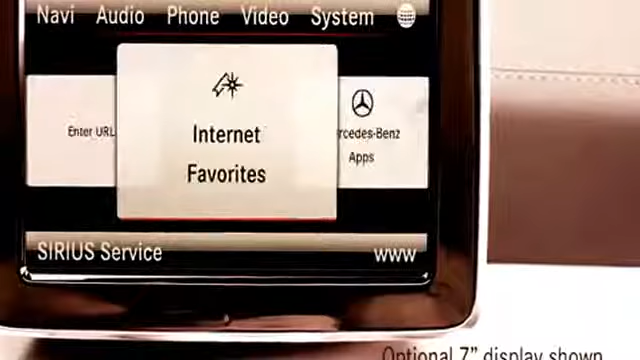 Navi Audio Phone Video System
Enter URL
Internet
Favorites
rcedes-Benz
Apps
SIRIUS Service
www
Optional 7” display shown